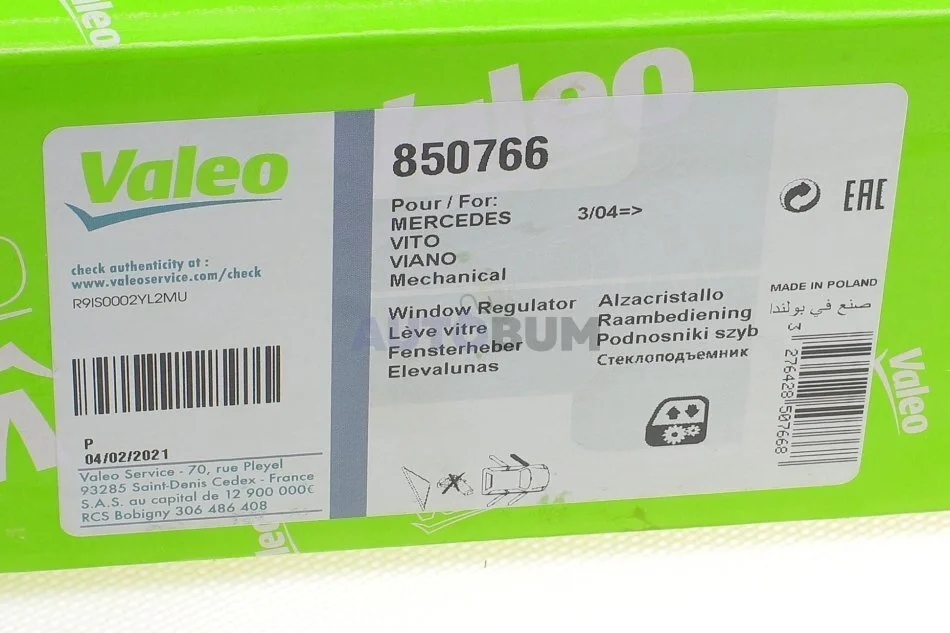 Valeo
Valeo
Valeo
check authenticity at :
www.valeoservice.com/check
R9IS0002YL2MU
P
04/02/2021
Valeo Service - 70, rue Pleyel
93285 Saint-Denis Cedex - France
S.A.S. au capital de 12 900 000€
RCS Bobigny 306 486 408
850766
Pour / For:
MERCEDES 3/04=>
VITO
VIANO
Mechanical
Window Regulator
Lève vitre
Fensterheber
Elevalunas
Alzacristallo
Raambediening
Podnosniki szyb
Стеклоподъемник
AUTOBUM
EAC
MADE IN POLAND
صنع في بولندا
3 276428 507668
Valeo